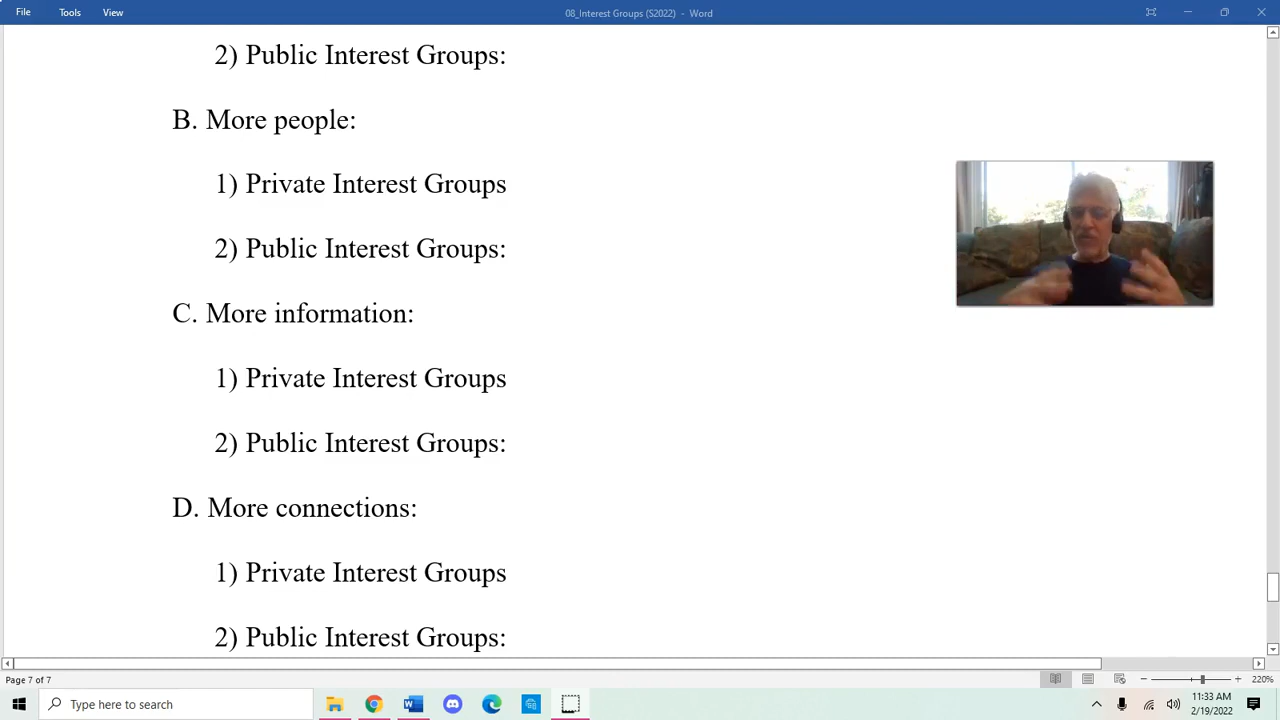 File Tools View 08_Interest Groups (S2022) - Word
2) Public Interest Groups:
B. More people:
1) Private Interest Groups
2) Public Interest Groups:
C. More information:
1) Private Interest Groups
2) Public Interest Groups:
D. More connections:
1) Private Interest Groups
2) Public Interest Groups:
Page 7 of 7 220%
Type here to search 11:33 AM
2/19/2022